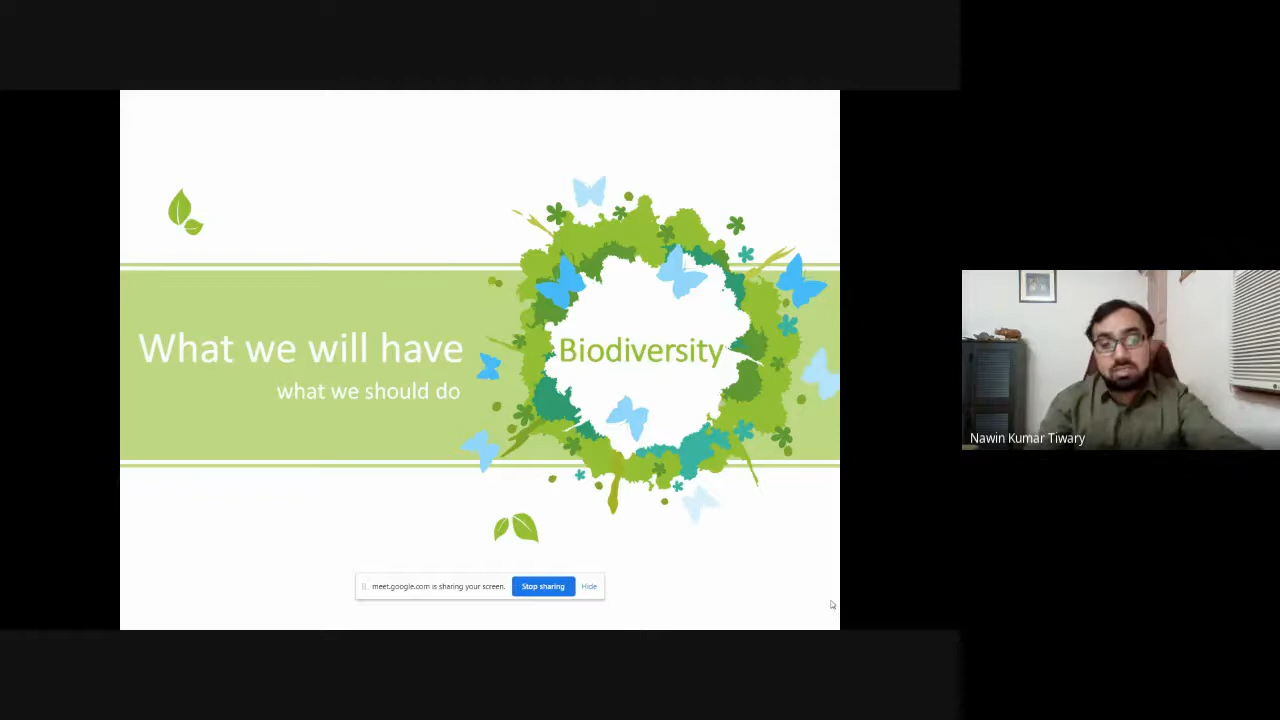 What we will have
what we should do
Biodiversity
meet.google.com is sharing your screen.
Stop sharing
Hide
Nawin Kumar Tiwary